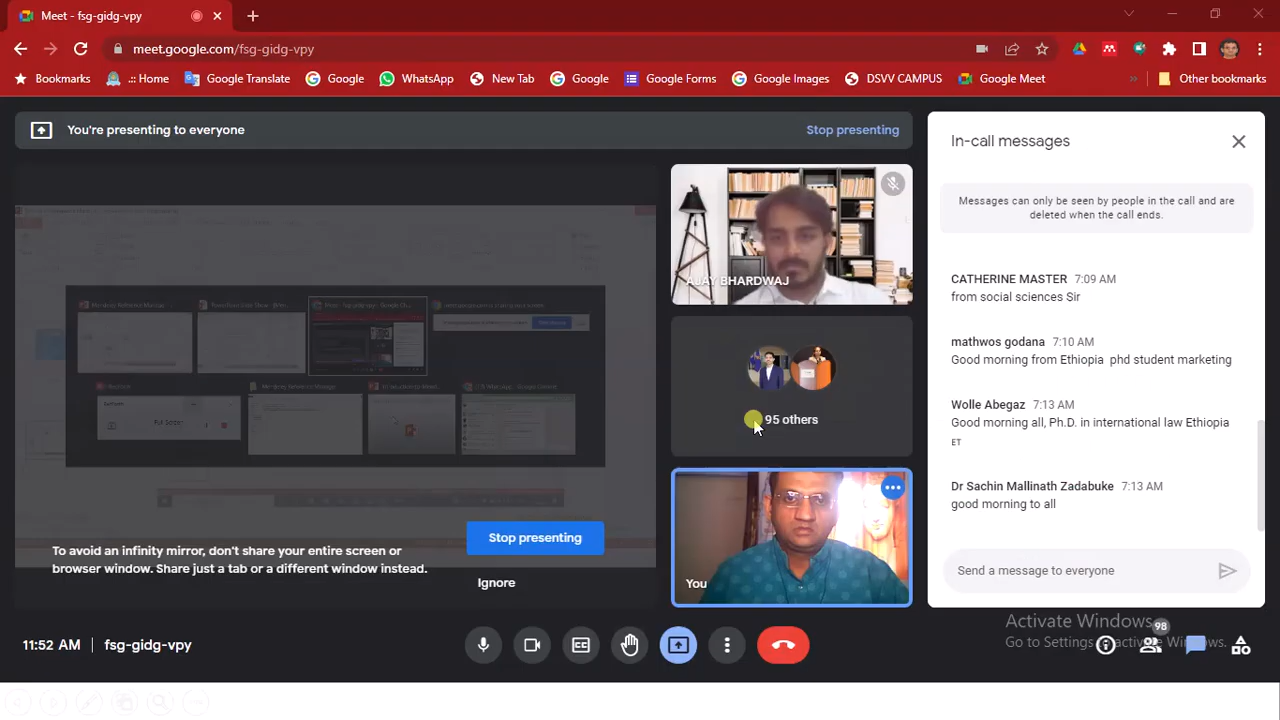 Meet - fsg-gidg-vpy
meet.google.com/fsg-gidg-vpy
Bookmarks
.:: Home
Google Translate
Google
WhatsApp
New Tab
Google
Google Forms
Google Images
DSVV CAMPUS
Google Meet
»
Other bookmarks
You're presenting to everyone
Stop presenting
In-call messages
Messages can only be seen by people in the call and are
deleted when the call ends.
AJAY BHARDWAJ
CATHERINE MASTER 7:09 AM
from social sciences Sir
mathwos godana 7:10 AM
Good morning from Ethiopia phd student marketing
95 others
Wolle Abegaz 7:13 AM
Good morning all, Ph.D. in international law Ethiopia
ET
Dr Sachin Mallinath Zadabuke 7:13 AM
good morning to all
To avoid an infinity mirror, don't share your entire screen or
browser window. Share just a tab or a different window instead.
Stop presenting
Ignore
You
Send a message to everyone
Activate Windows
Go to Settings to activate Windows.
11:52 AM | fsg-gidg-vpy
98